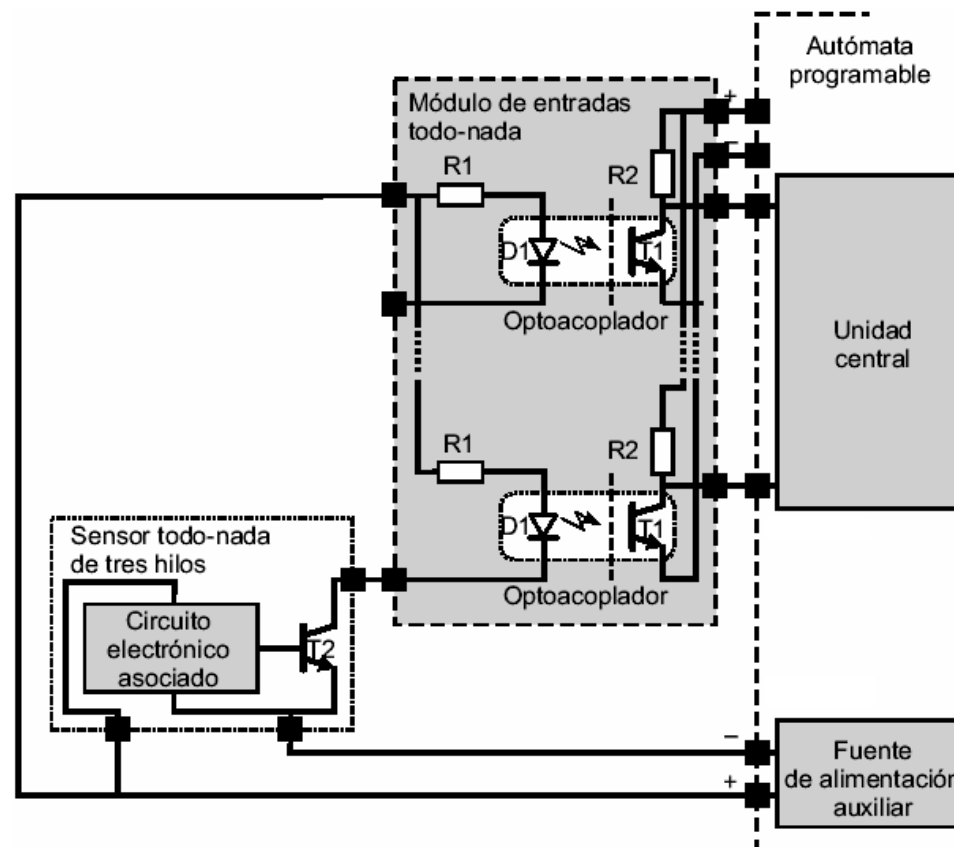 Autómata
programable
Módulo de entradas
todo-nada
+
−
R1
R2
D1
T1
Optoacoplador
Unidad
central
R1
R2
D1
T1
Optoacoplador
Sensor todo-nada
de tres hilos
Circuito
electrónico
asociado
T2
−
+
Fuente
de alimentación
auxiliar